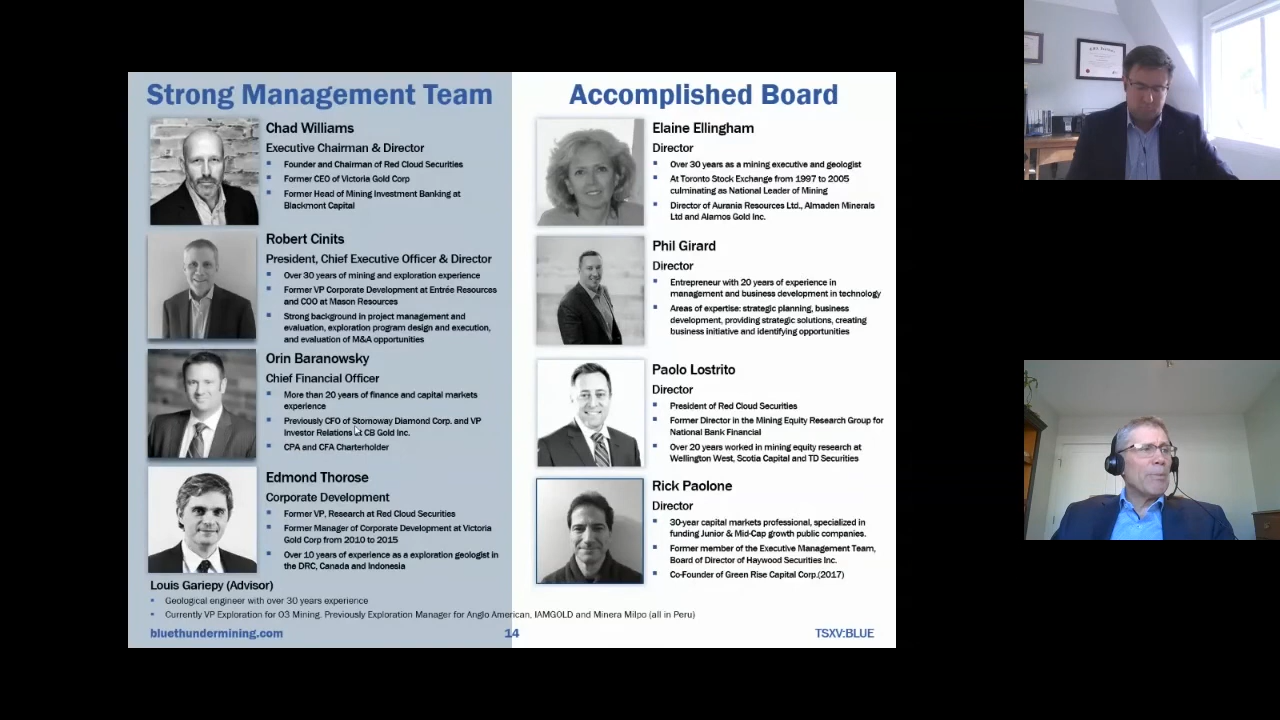 Strong Management Team
Chad Williams
Executive Chairman & Director
Founder and Chairman of Red Cloud Securities
Former CEO of Victoria Gold Corp
Former Head of Mining Investment Banking at
Blackmont Capital
Robert Cinits
President, Chief Executive Officer & Director
Over 30 years of mining and exploration experience
Former VP Corporate Development at Entrée Resources
and COO at Mason Resources
Strong background in project management and
evaluation, exploration program design and execution,
and evaluation of M&A opportunities
Orin Baranowsky
Chief Financial Officer
More than 20 years of finance and capital markets
experience
Previously CFO of Stornoway Diamond Corp. and VP
Investor Relations at CB Gold Inc.
CPA and CFA Charterholder
Edmond Thorose
Corporate Development
Former VP, Research at Red Cloud Securities
Former Manager of Corporate Development at Victoria
Gold Corp from 2010 to 2015
Over 10 years of experience as a exploration geologist in
the DRC, Canada and Indonesia
Louis Gariepy (Advisor)
Geological engineer with over 30 years experience
Currently VP Exploration for O3 Mining. Previously Exploration Manager for Anglo American, IAMGOLD and Minera Milpo (all in Peru)
Accomplished Board
Elaine Ellingham
Director
Over 30 years as a mining executive and geologist
At Toronto Stock Exchange from 1997 to 2005
culminating as National Leader of Mining
Director of Aurania Resources Ltd., Almaden Minerals
Ltd and Alamos Gold Inc.
Phil Girard
Director
Entrepreneur with 20 years of experience in
management and business development in technology
Areas of expertise: strategic planning, business
development, providing strategic solutions, creating
business initiative and identifying opportunities
Paolo Lostrito
Director
President of Red Cloud Securities
Former Director in the Mining Equity Research Group for
National Bank Financial
Over 20 years worked in mining equity research at
Wellington West, Scotia Capital and TD Securities
Rick Paolone
Director
30-year capital markets professional, specialized in
funding Junior & Mid-Cap growth public companies.
Former member of the Executive Management Team,
Board of Director of Haywood Securities Inc.
Co-Founder of Green Rise Capital Corp.(2017)
bluethundermining.com
14
TSXV:BLUE